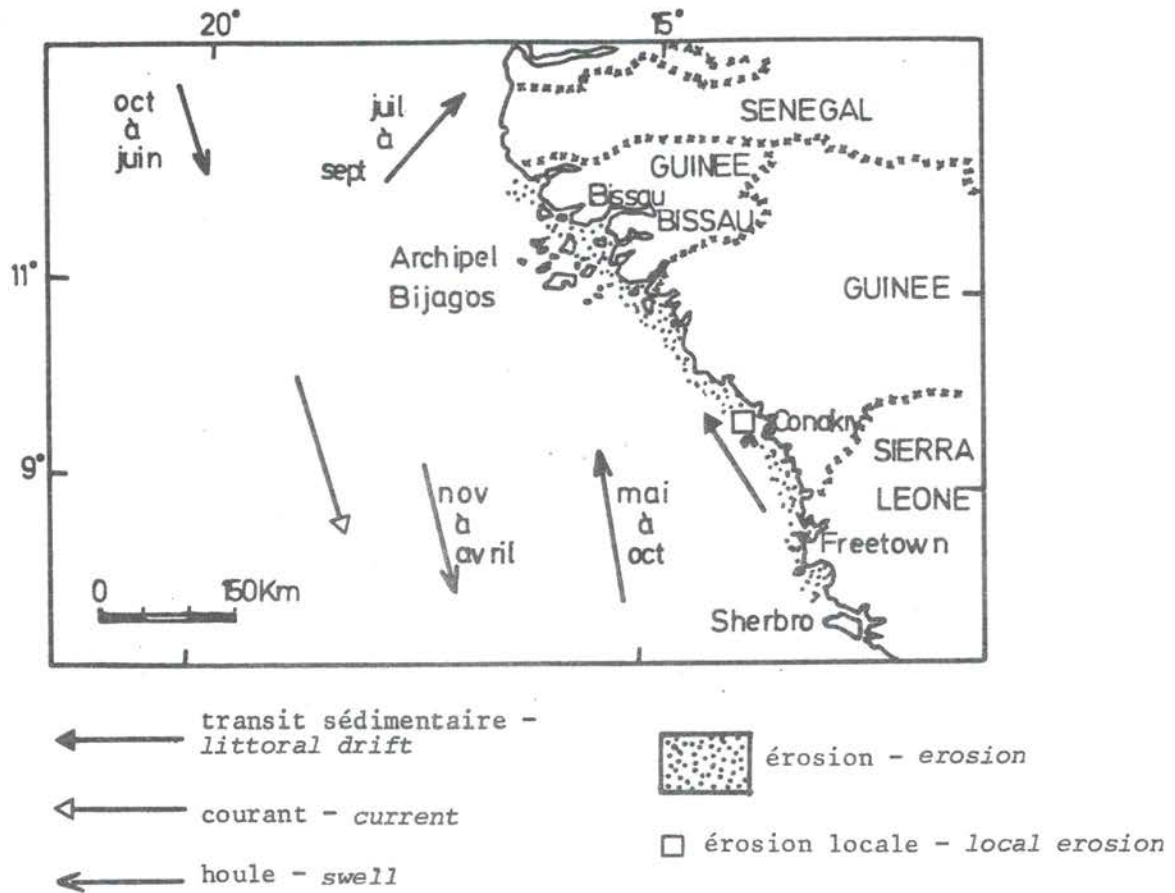 20°
15°
oct
à
juin
juil
à
sept
SENEGAL
GUINEE
Bissau
BISSAU
Archipel
Bijagos
11°
GUINEE
9°
Conakry
SIERRA
LEONE
nov
à
avril
mai
à
oct
Freetown
0 150Km
Sherbro
transit sédimentaire -
littoral drift
courant - current
houle - swell
érosion - erosion
érosion locale - local erosion